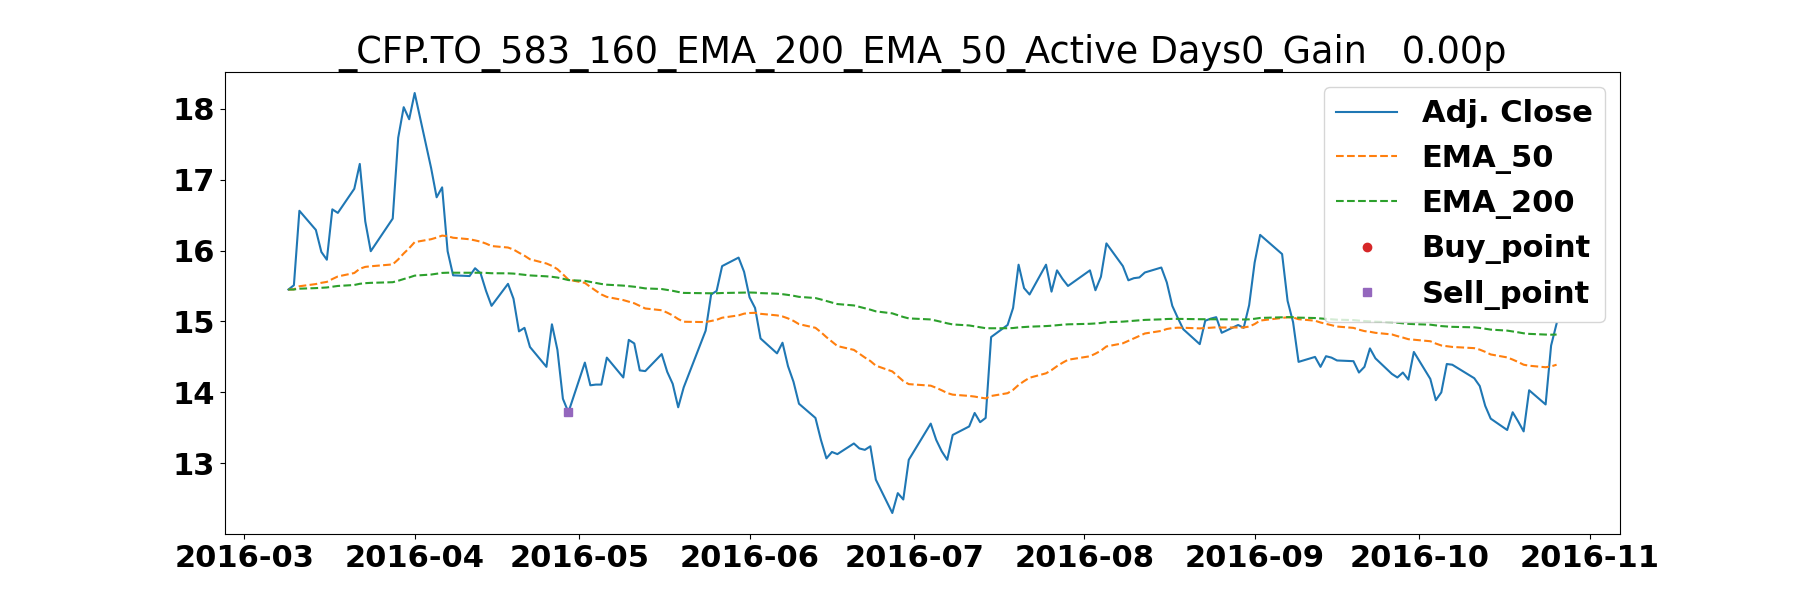 _CFP.TO_583_160_EMA_200_EMA_50_Active Days0_Gain   0.00p
18
17
16
15
14
13
Adj. Close
EMA_50
EMA_200
Buy_point
Sell_point
2016-03 2016-04 2016-05 2016-06 2016-07 2016-08 2016-09 2016-10 2016-11